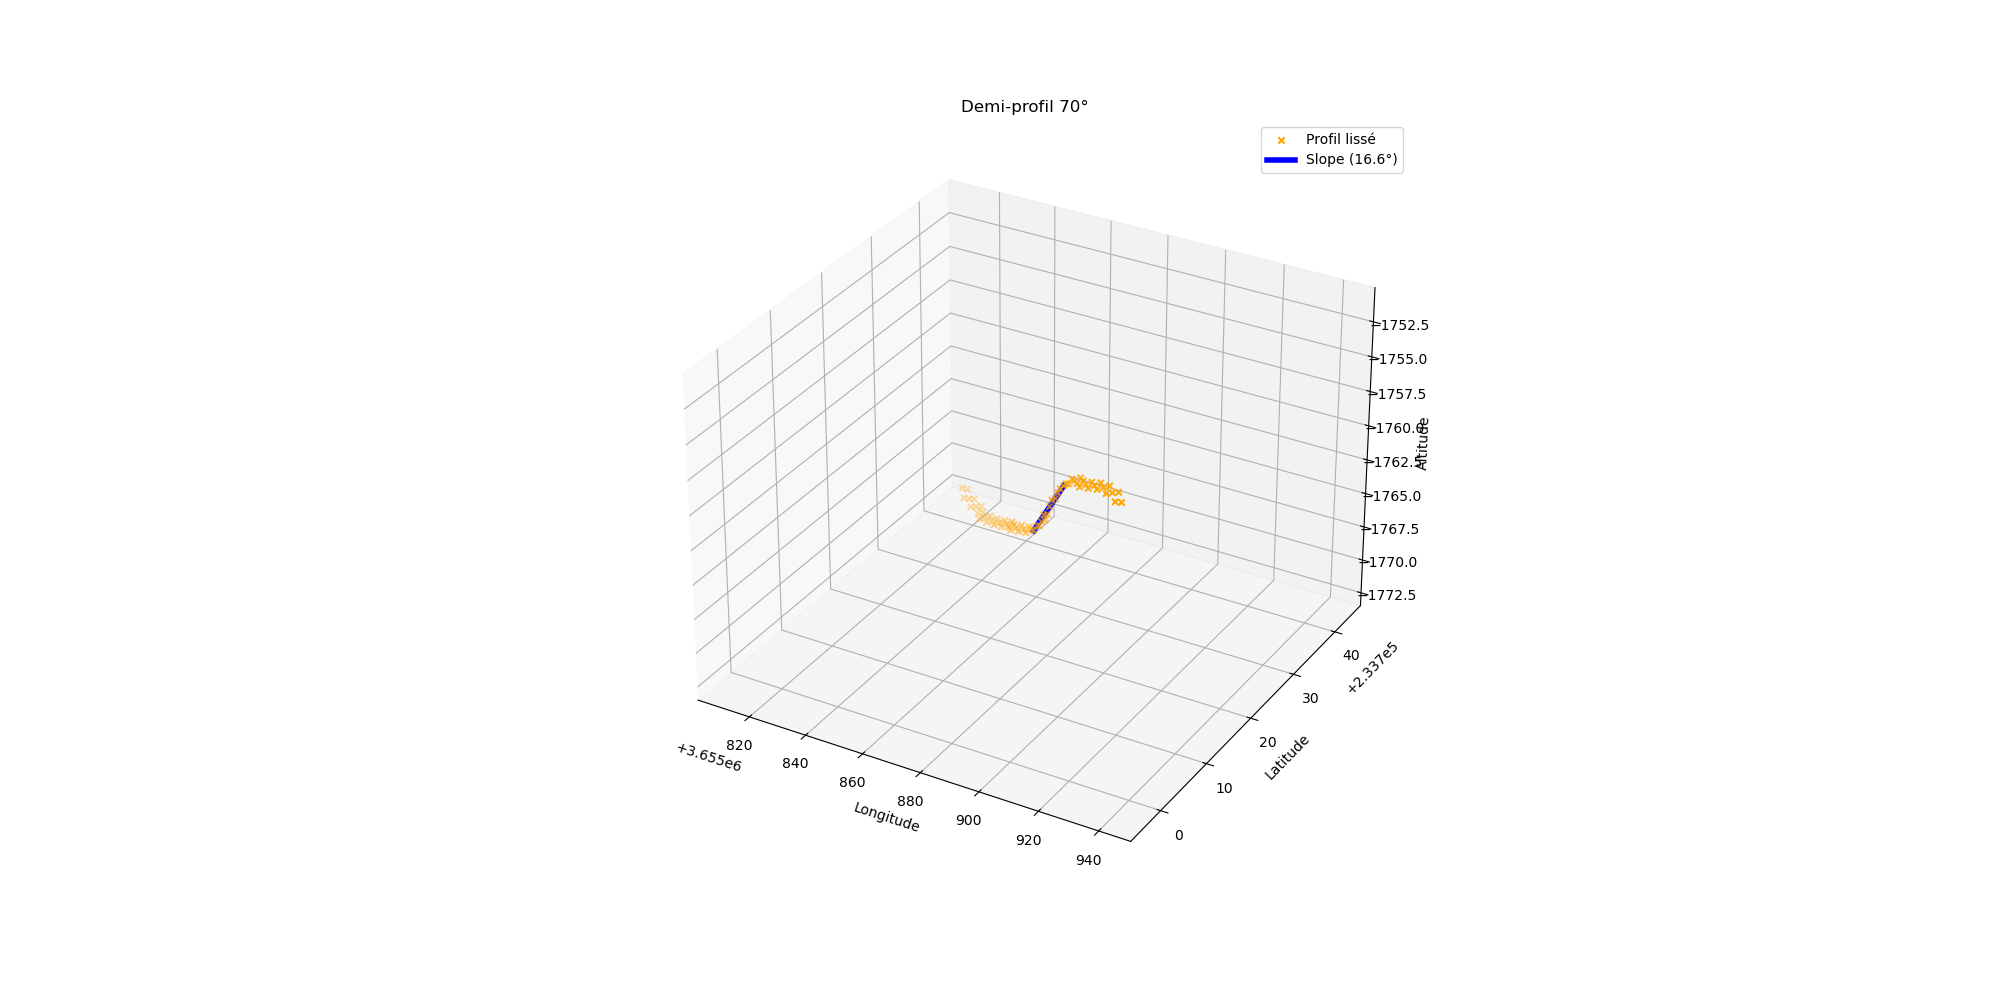 Demi-profil 70°
Profil lissé
Slope (16.6°)
−1752.5
−1755.0
−1757.5
−1760.0
−1762.5
−1765.0
−1767.5
−1770.0
−1772.5
Altitude
40
30
20
10
0
+2.337e5
Latitude
820
840
860
880
900
920
940
+3.655e6
Longitude